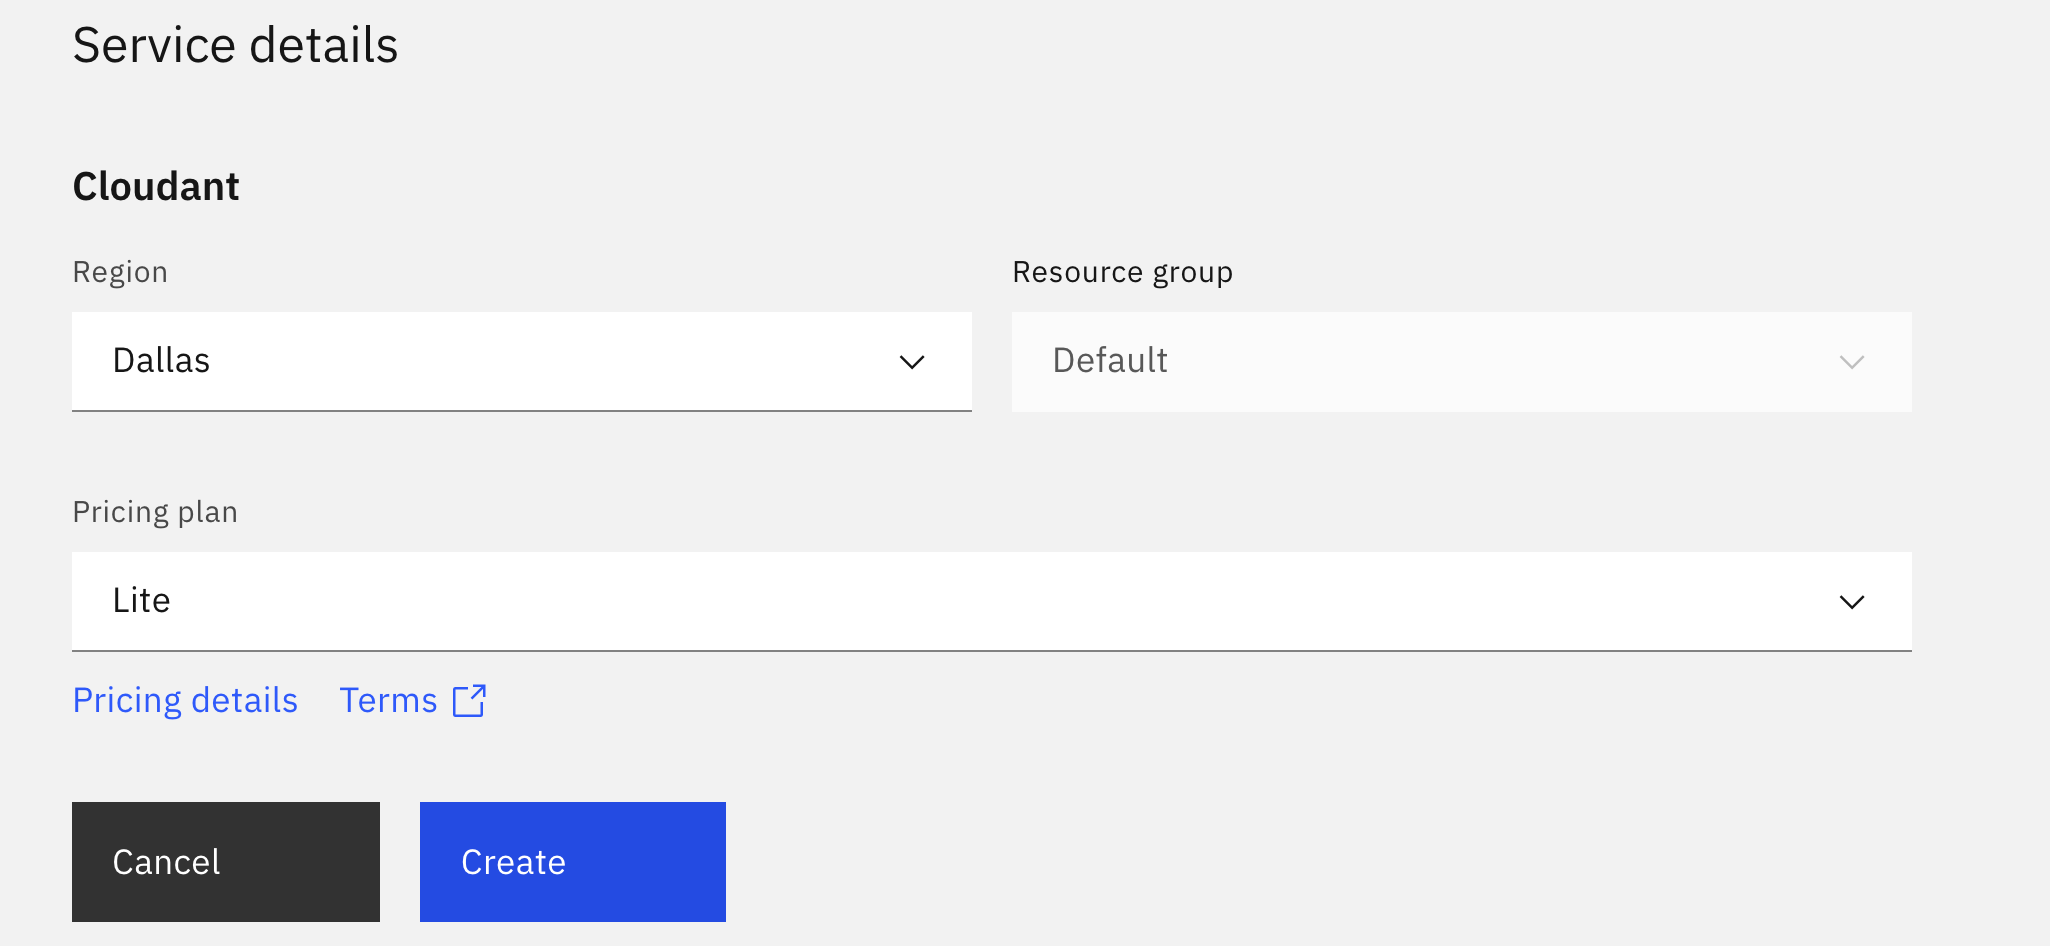 Service details
Cloudant
Region
Resource group
Dallas
Default
Pricing plan
Lite
Pricing details
Terms
Cancel
Create